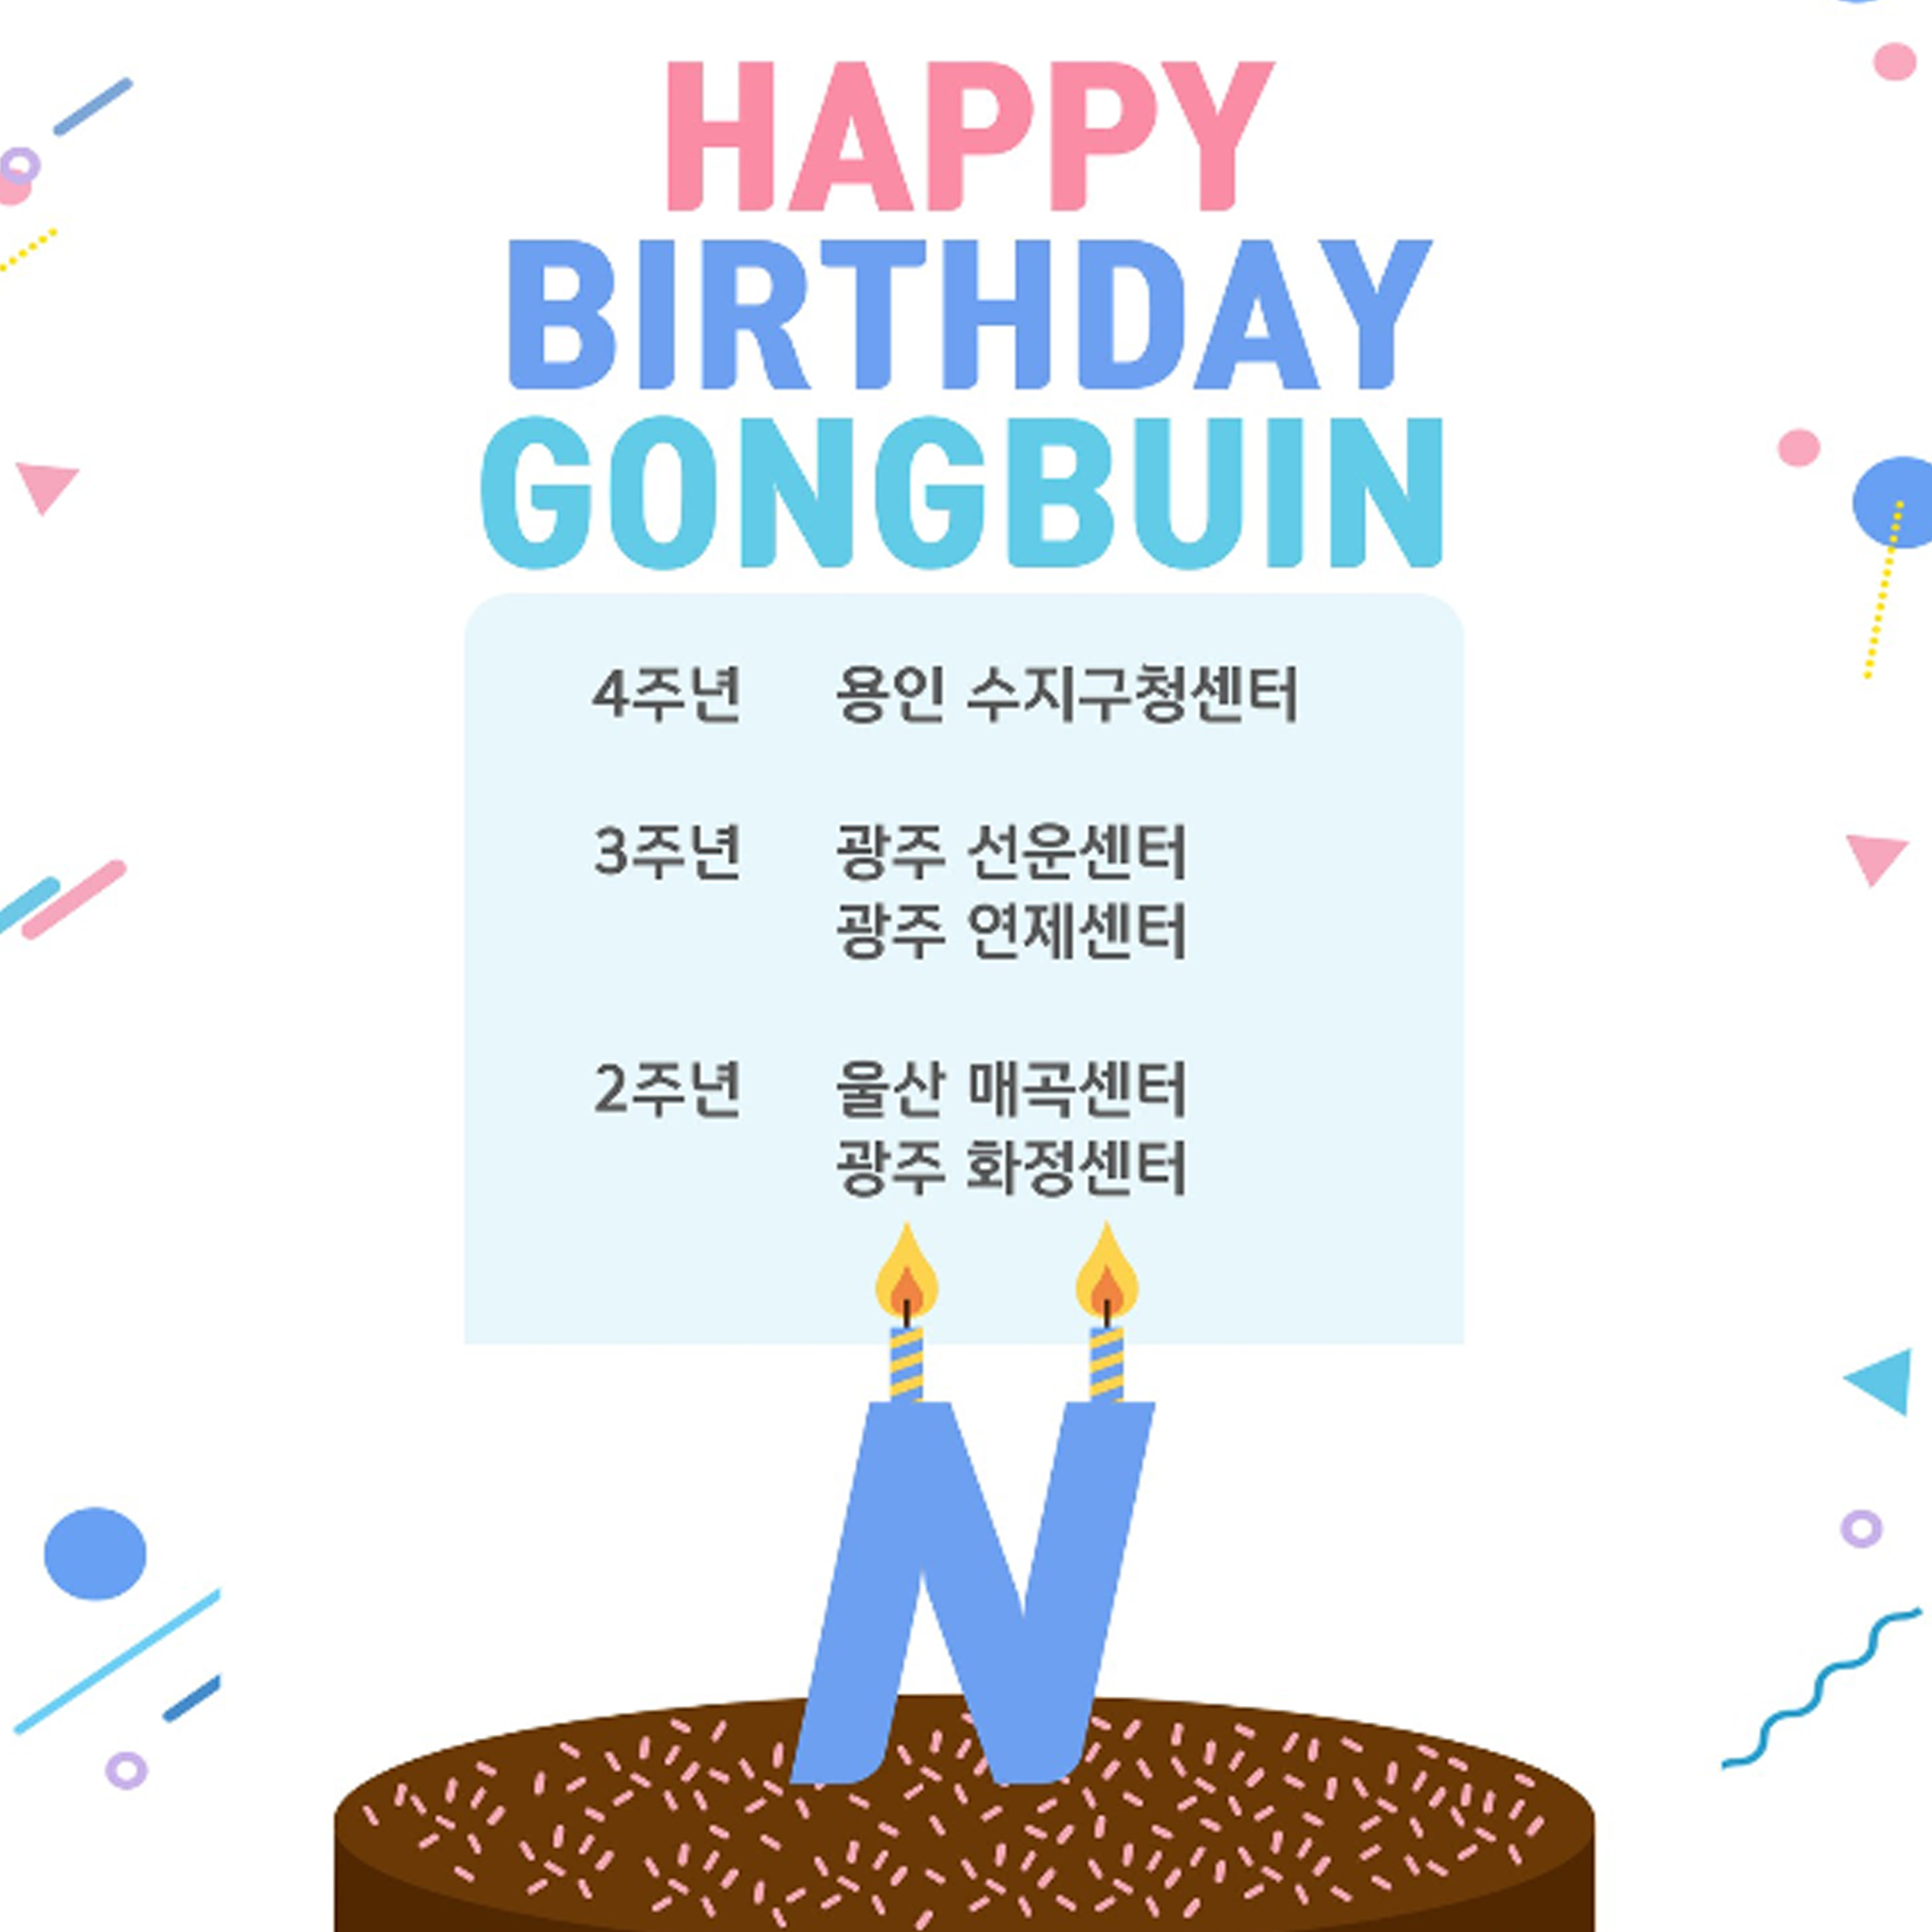 HAPPY
BIRTHDAY
GONGBUIN
4주년 용인 수지구청센터
3주년 광주 선운센터
광주 연제센터
2주년 울산 매곡센터
광주 화정센터
N